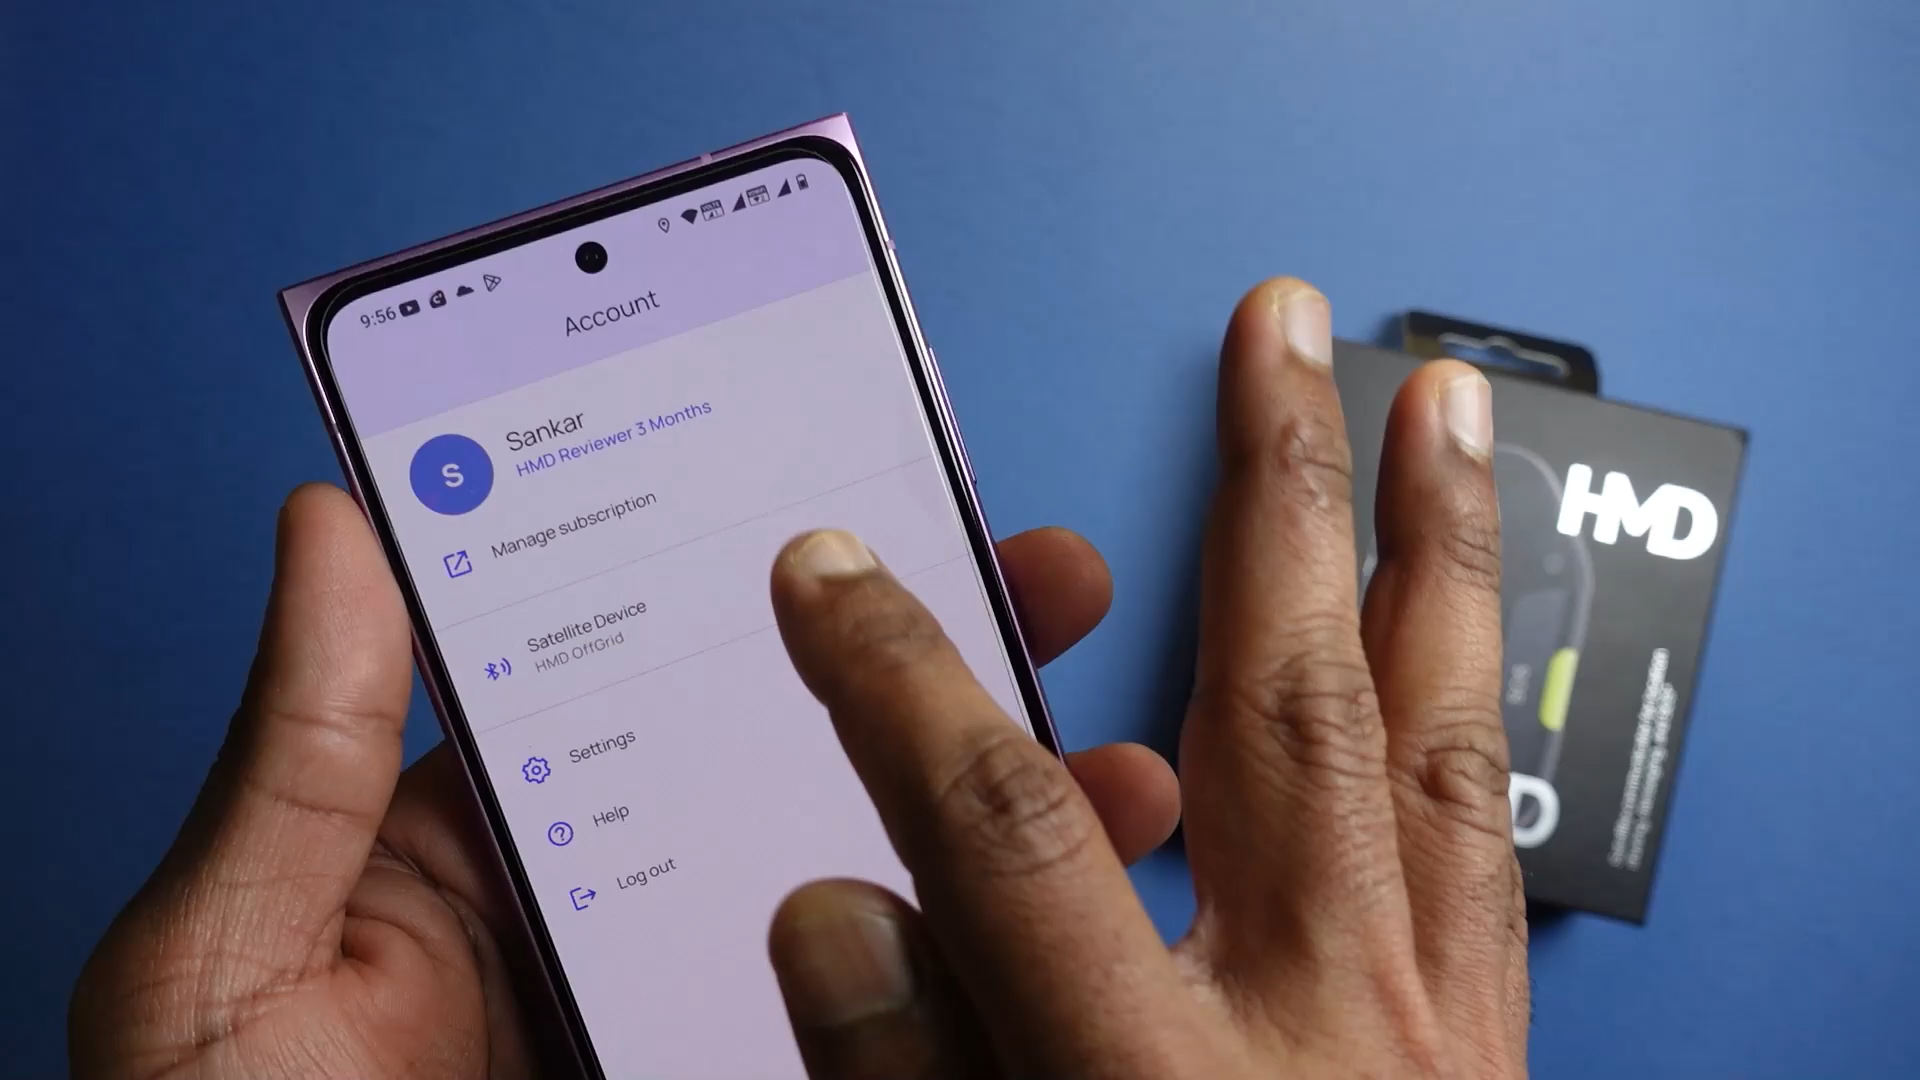 9:56
Account
S
Sankar
HMD Reviewer 3 Months
Manage subscription
Satellite Device
HMD OffGrid
Settings
Help
Log out
HMD
SOS